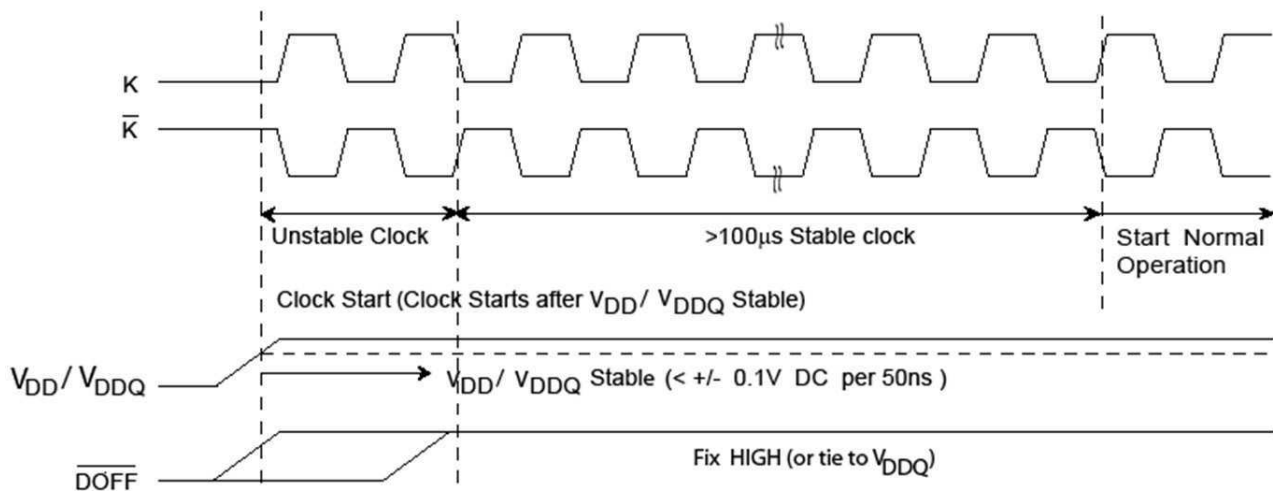 K
K̅
Unstable Clock
>100μs Stable clock
Start Normal
Operation
Clock Start (Clock Starts after VDD/ VDDQ Stable)
VDD/ VDDQ
VDD/ VDDQ Stable (< +/- 0.1V DC per 50ns )
D̅O̅F̅F̅
Fix HIGH (or tie to VDDQ)